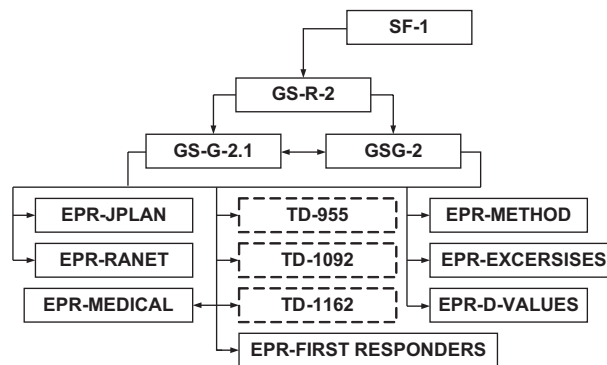 SF-1
GS-R-2
GS-G-2.1
GSG-2
EPR-JPLAN
TD-955
EPR-METHOD
EPR-RANET
TD-1092
EPR-EXCERSISES
EPR-MEDICAL
TD-1162
EPR-D-VALUES
EPR-FIRST RESPONDERS